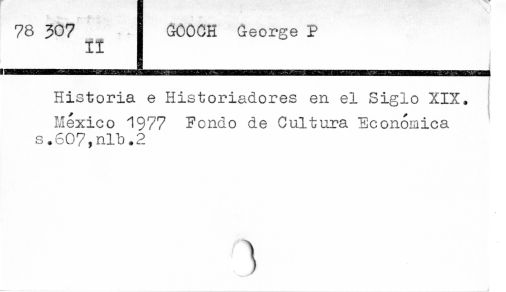 78 307
II
GOOCH George P
Historia e Historiadores en el Siglo XIX.
México 1977 Fondo de Cultura Económica
s.607,nlb.2